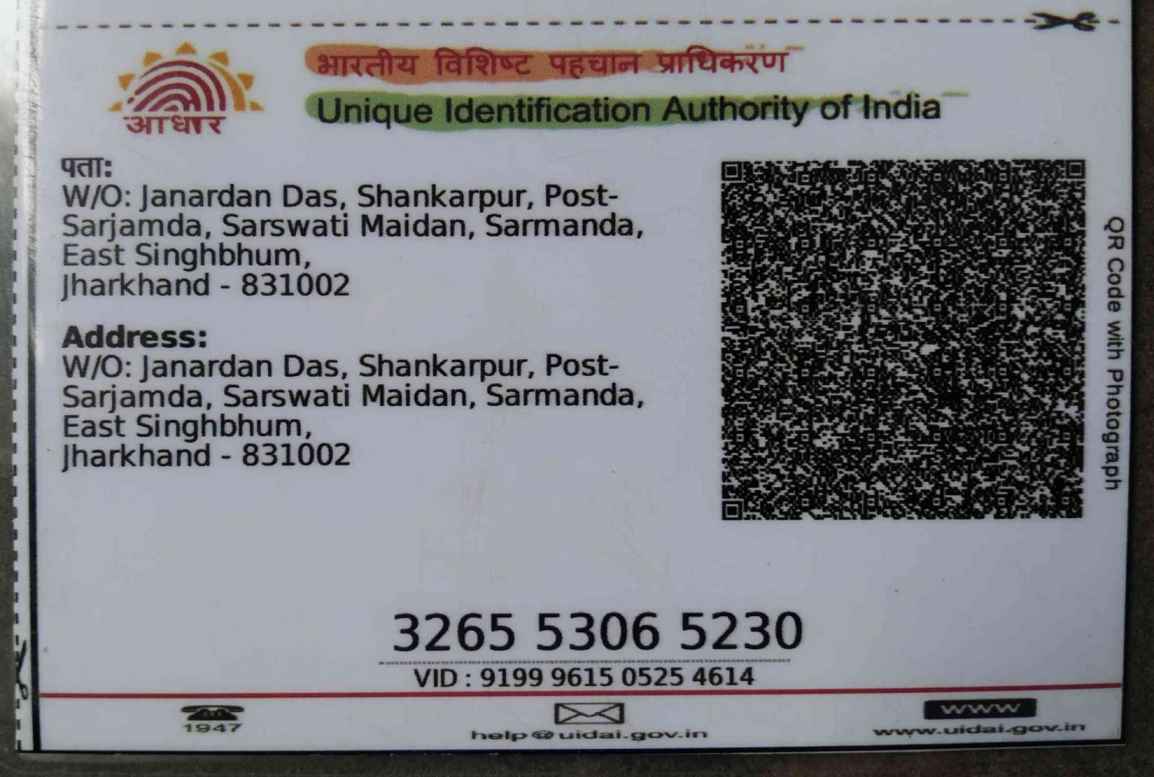 भारतीय विशिष्ट पहचान प्राधिकरण
Unique Identification Authority of India
आधार
पता:
W/O: Janardan Das, Shankarpur, Post-
Sarjamda, Sarswati Maidan, Sarmanda,
East Singhbhum,
Jharkhand - 831002
Address:
W/O: Janardan Das, Shankarpur, Post-
Sarjamda, Sarswati Maidan, Sarmanda,
East Singhbhum,
Jharkhand - 831002
QR Code with Photograph
3265 5306 5230
VID : 9199 9615 0525 4614
1947
help@uidai.gov.in
www
www.uidai.gov.in